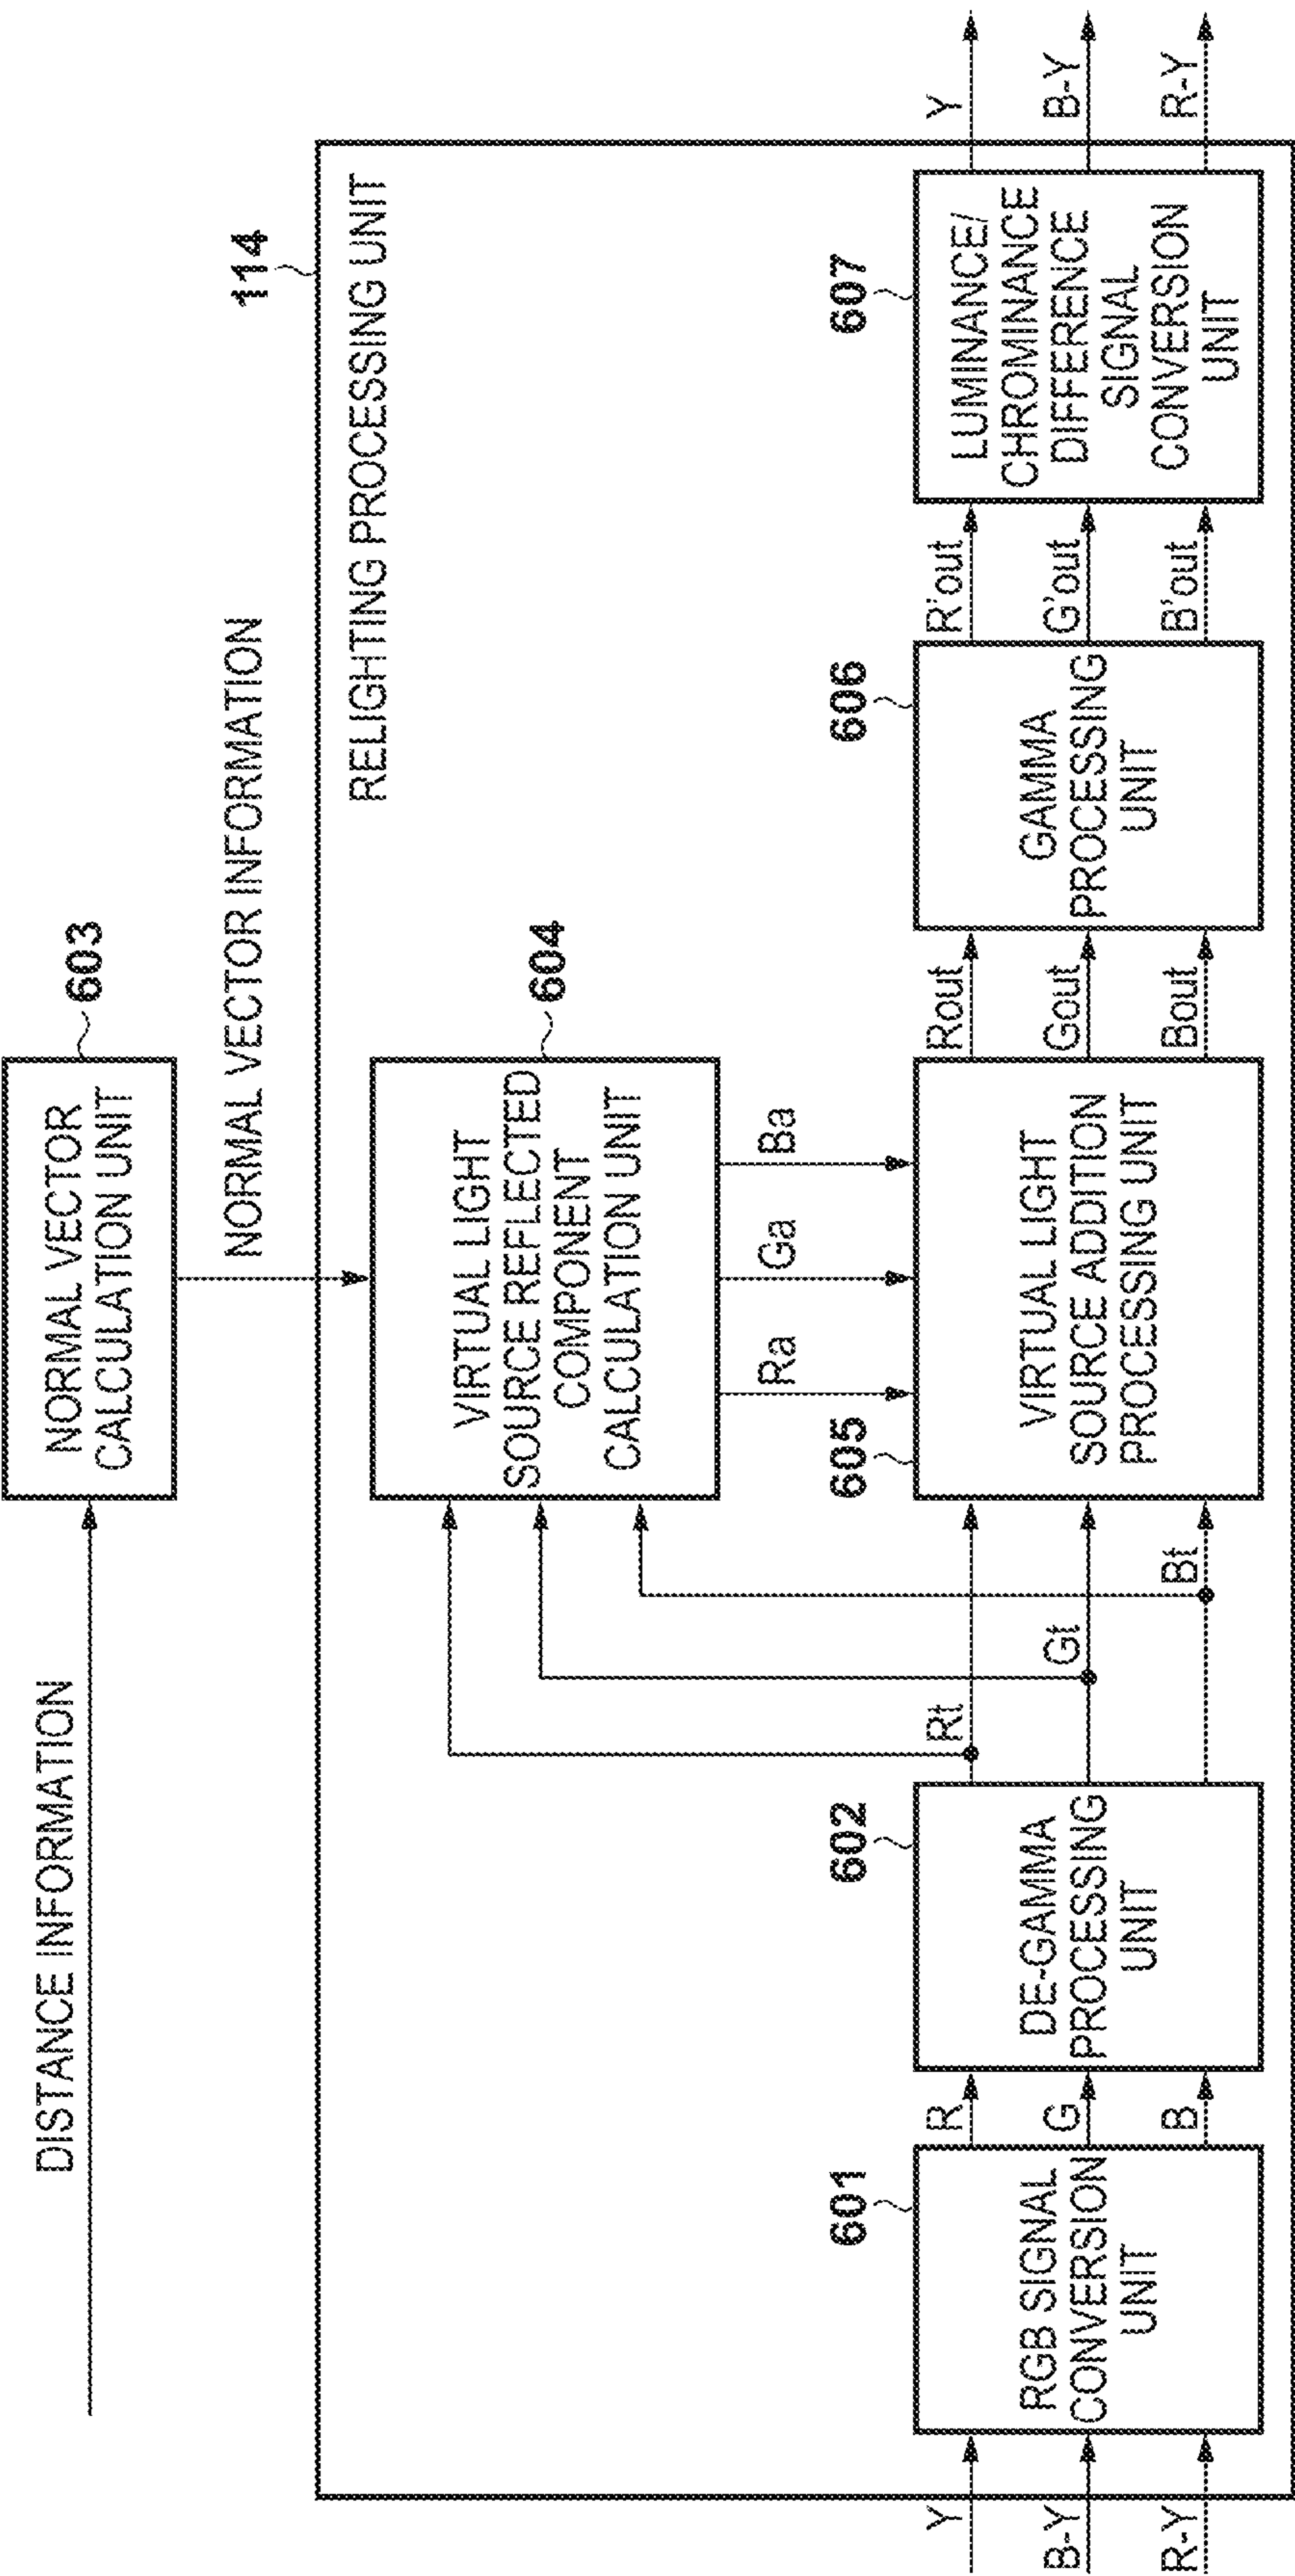 DISTANCE INFORMATION
603
NORMAL VECTOR
CALCULATION UNIT
NORMAL VECTOR INFORMATION
114
RELIGHTING PROCESSING UNIT
604
VIRTUAL LIGHT
SOURCE REFLECTED
COMPONENT
CALCULATION UNIT
Ra
Ga
Ba
Y
B-Y
R-Y
601
RGB SIGNAL
CONVERSION
UNIT
R
G
B
602
DE-GAMMA
PROCESSING
UNIT
Rt
Gt
Bt
605
VIRTUAL LIGHT
SOURCE ADDITION
PROCESSING UNIT
Rout
Gout
Bout
606
GAMMA
PROCESSING
UNIT
R'out
G'out
B'out
607
LUMINANCE/
CHROMINANCE
DIFFERENCE
SIGNAL
CONVERSION
UNIT
Y
B-Y
R-Y